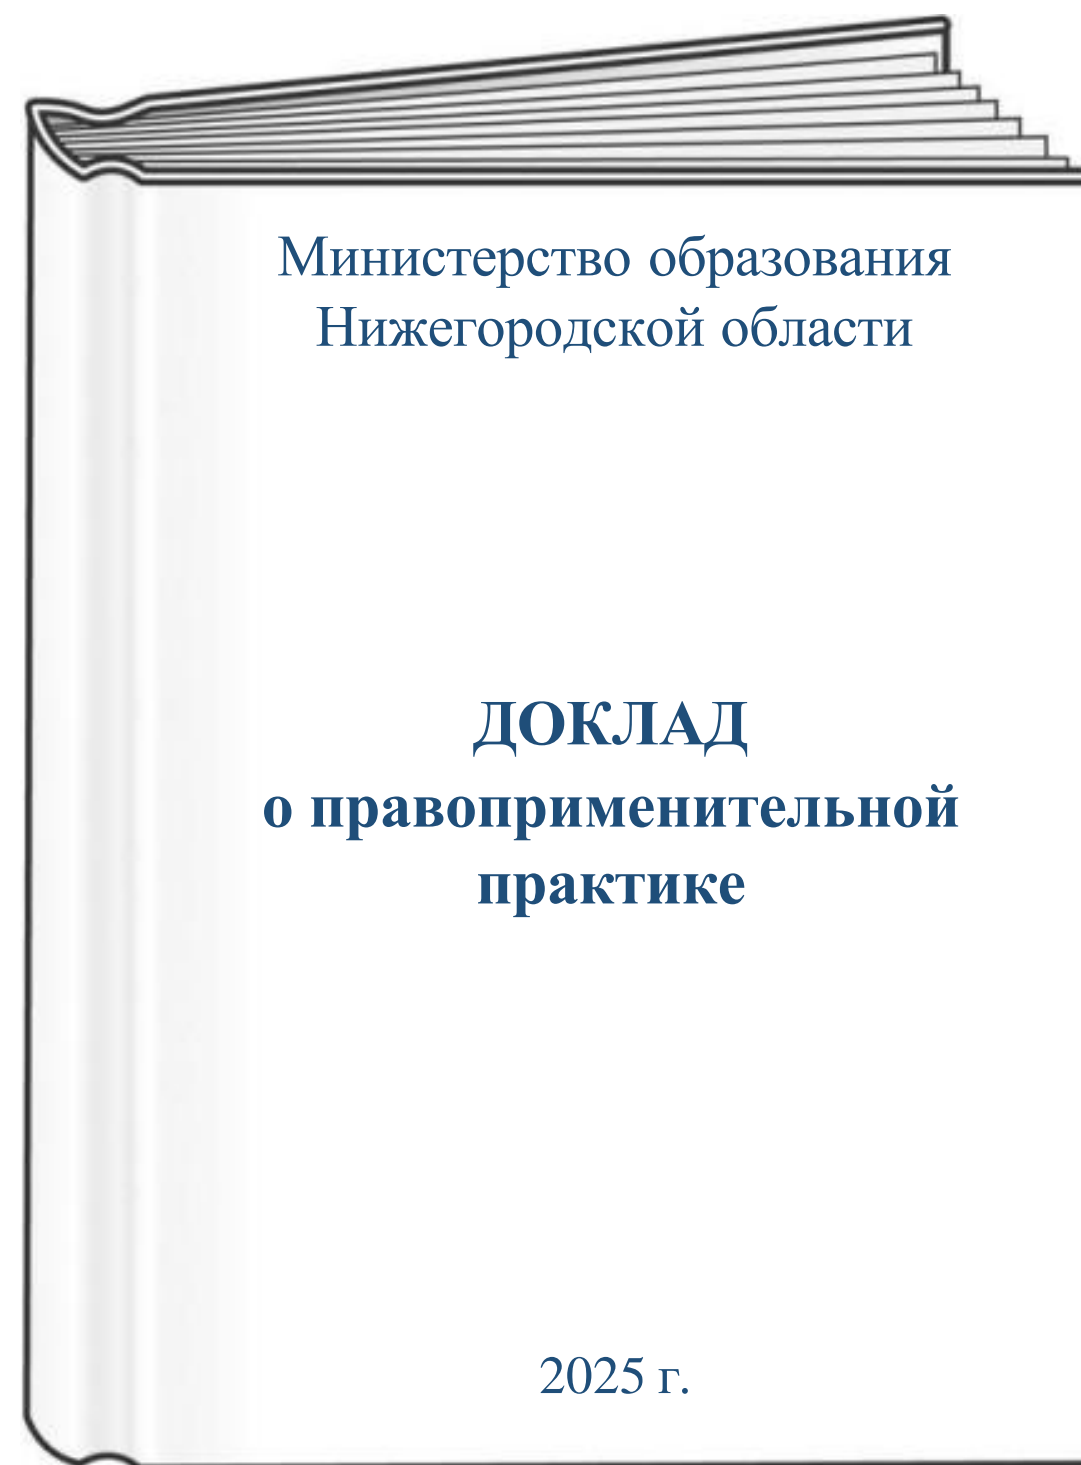 Министерство образования
Нижегородской области
ДОКЛАД
о правоприменительной
практике
2025 г.